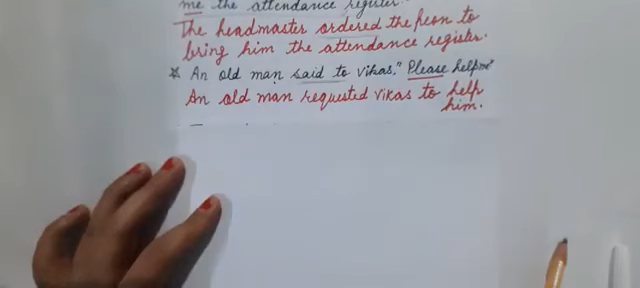 me the attendance register."
The headmaster ordered the peon to
bring him the attendance register.
* An old man said to Vikas, "Please help me"
An old man requested Vikas to help
him.